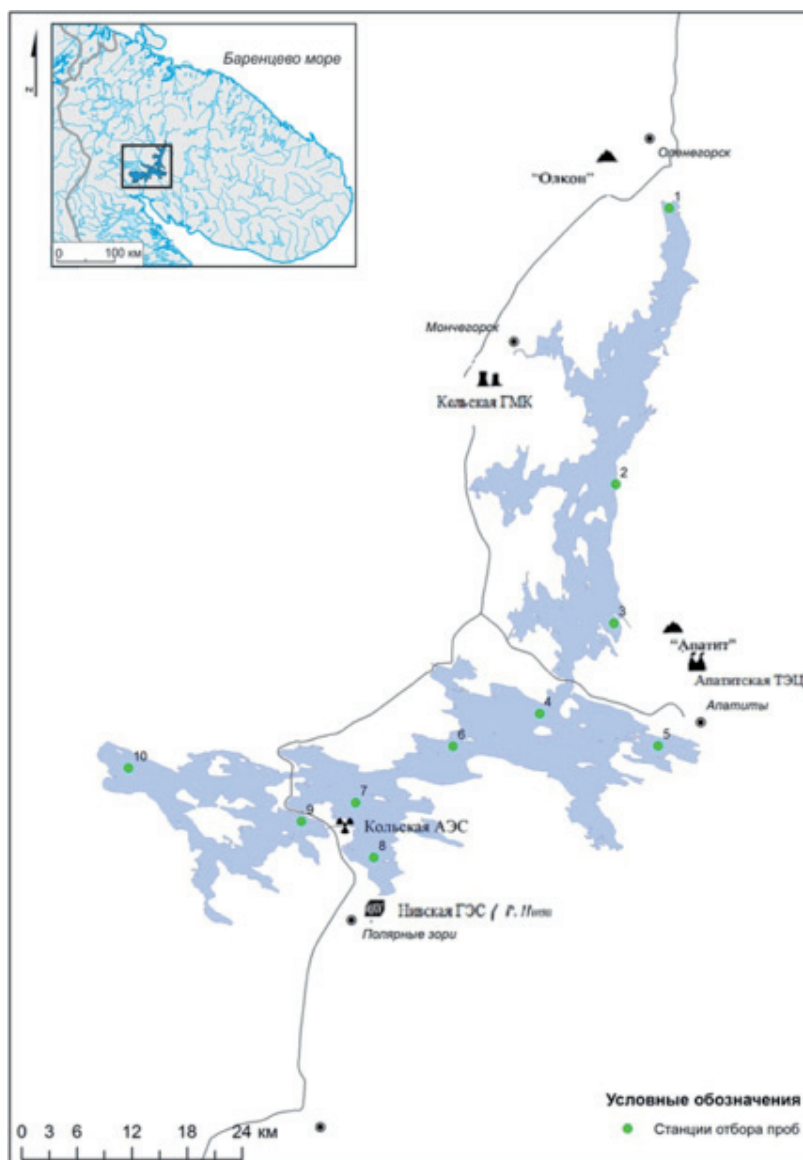 N
Баренцево море
0 100 км
Оленегорск
"Олкон"
1
Мончегорск
Кольская ГМК
2
3
"Апатит"
Апатитская ТЭЦ
Апатиты
4
5
6
10
7
9
Кольская АЭС
8
Нивская ГЭС ( р. Нива
Полярные зори
Условные обозначения
0 3 6 12 18 24 км
Станции отбора проб